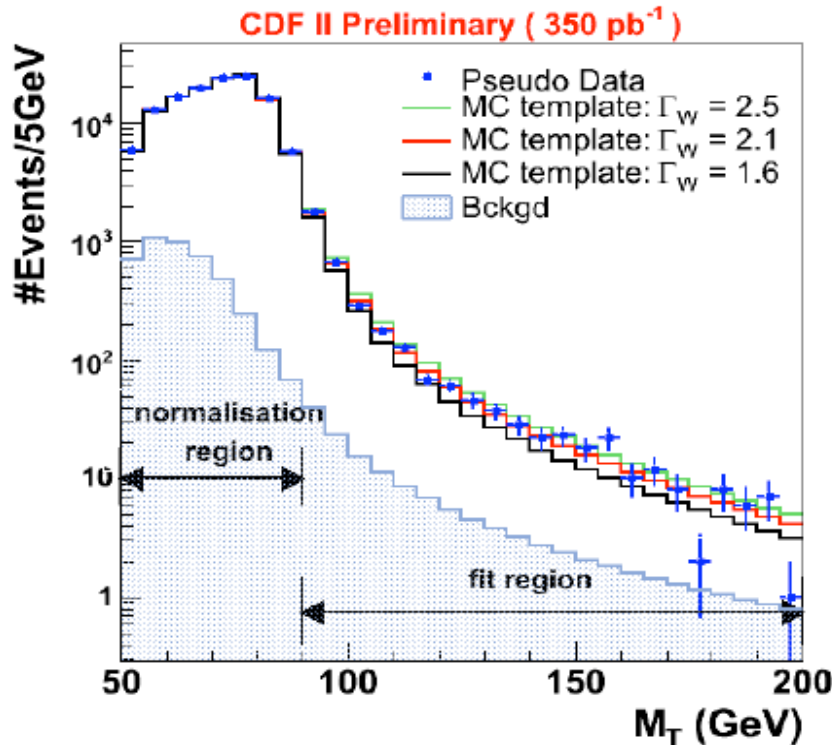 CDF II Preliminary ( 350 pb⁻¹ )
#Events/5GeV
10⁴
10³
10²
10
1
Pseudo Data
MC template: Γ_W = 2.5
MC template: Γ_W = 2.1
MC template: Γ_W = 1.6
Bckgd
normalisation
region
fit region
50
100
150
200
M_T (GeV)